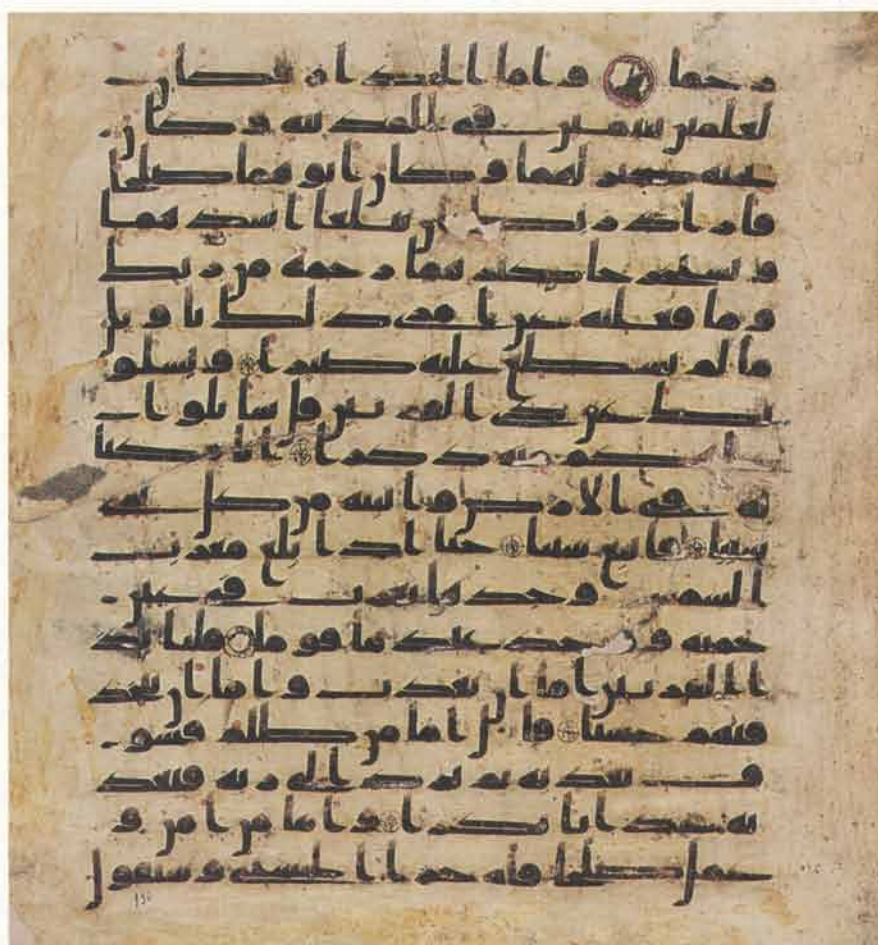 رحما واما الجدار فكان
لغلمين يتيمين في المدينة وكان
تحته كنز لهما وكان ابوهما صلحا
فاراد ربك ان يبلغا اشدهما
ويستخرجا كنزهما رحمة من ربك
وما فعلته عن امري ذلك تاويل
ما لم تسطع عليه صبرا ويسلو
نك عن ذي القرنين قل ساتلوا
عليكم منه ذكرا انا مكنا
له في الارض واتينه من كل شي
سببا فاتبع سببا حتى اذا بلغ مغرب
الشمس وجدها تغرب في عين
حمية ووجد عندها قوما قلنا يذ
ا القرنين اما ان تعذب واما ان تتخذ
فيهم حسنا قال اما من ظلم فسو
ف نعذبه ثم يرد الى ربه فيعذ
به عذابا نكرا واما من امن و
عمل صلحا فله جزا الحسنى وسنقول